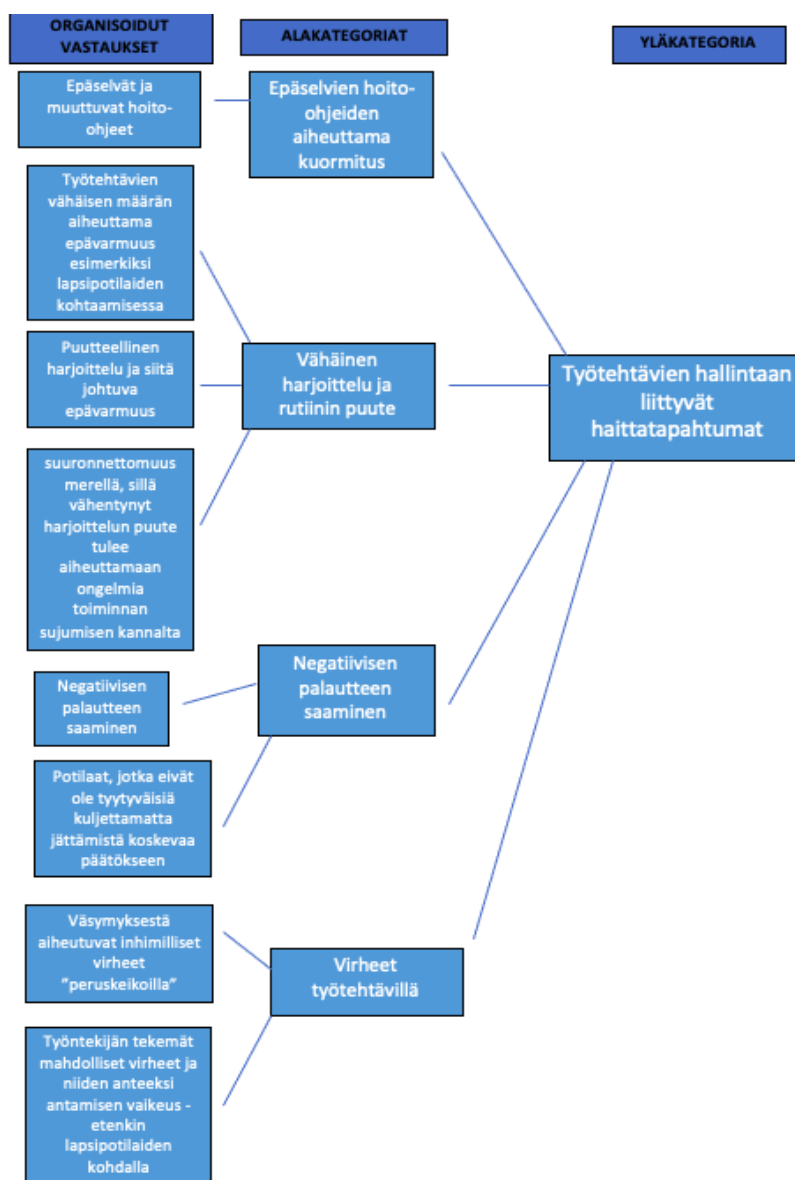 ORGANISOIDUT
VASTAUKSET
ALAKATEGORIAT
YLÄKATEGORIA
Epäselvät ja
muuttuvat hoito-
ohjeet
Epäselvien hoito-
ohjeiden
aiheuttama
kuormitus
Työtehtävien
vähäisen määrän
aiheuttama
epävarmuus
esimerkiksi
lapsipotilaiden
kohtaamisessa
Puutteellinen
harjoittelu ja siitä
johtuva
epävarmuus
suuronnettomuus
merellä, sillä
vähentynyt
harjoittelun puute
tulee
aiheuttamaan
ongelmia
toiminnan
sujumisen kannalta
Vähäinen
harjoittelu ja
rutiinin puute
Työtehtävien hallintaan
liittyvät
haittatapahtumat
Negatiivisen
palautteen
saaminen
Negatiivisen
palautteen
saaminen
Potilaat, jotka eivät
ole tyytyväisiä
kuljettamatta
jättämistä koskevaa
päätökseen
Väsymyksestä
aiheutuvat inhimilliset
virheet
”peruskeikoilla”
Virheet
työtehtävillä
Työntekijän tekemät
mahdolliset virheet ja
niiden anteeksi
antamisen vaikeus -
etenkin
lapsipotilaiden
kohdalla